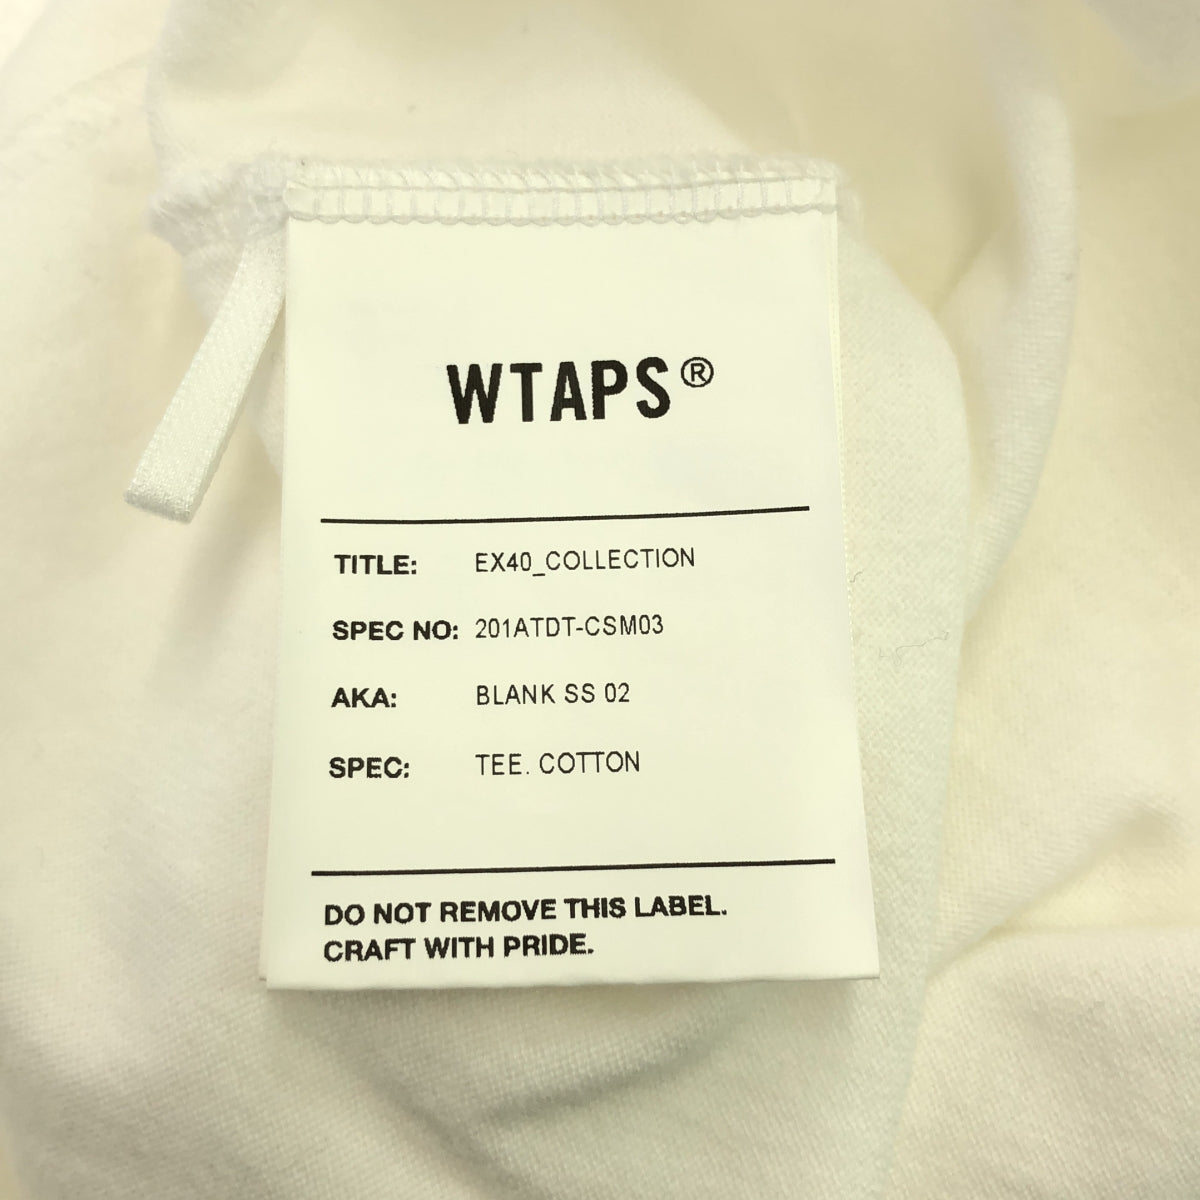 WTAPS®
TITLE: EX40_COLLECTION
SPEC NO: 201ATDT-CSM03
AKA: BLANK SS 02
SPEC: TEE. COTTON
DO NOT REMOVE THIS LABEL.
CRAFT WITH PRIDE.